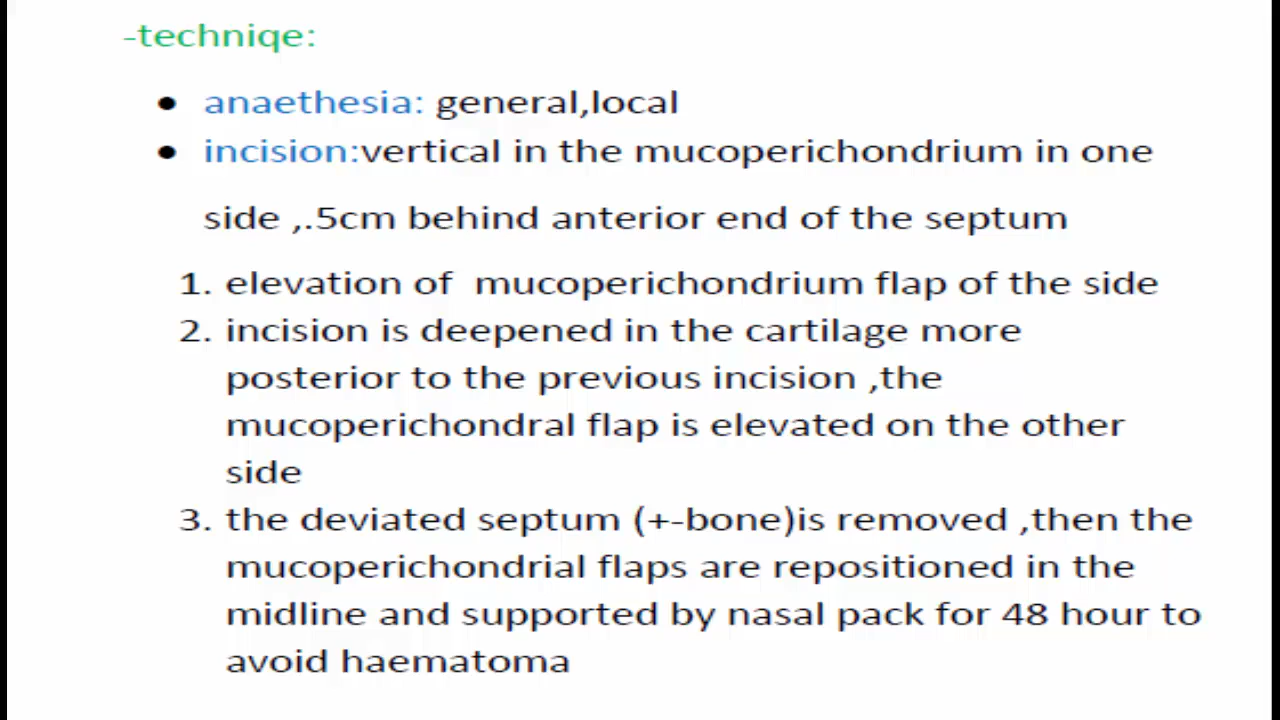 -techniqe:
● anaethesia: general,local
● incision:vertical in the mucoperichondrium in one
side ,.5cm behind anterior end of the septum
1. elevation of mucoperichondrium flap of the side
2. incision is deepened in the cartilage more
posterior to the previous incision ,the
mucoperichondral flap is elevated on the other
side
3. the deviated septum (+-bone)is removed ,then the
mucoperichondrial flaps are repositioned in the
midline and supported by nasal pack for 48 hour to
avoid haematoma